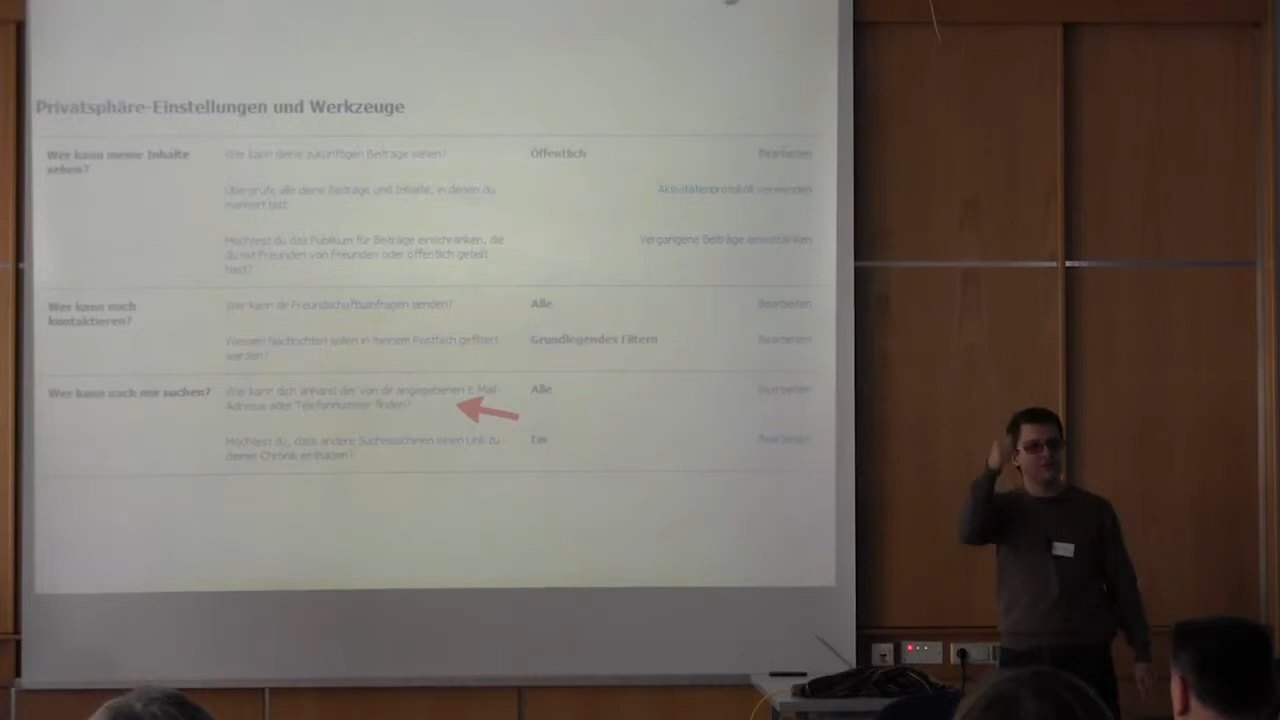 Privatsphäre-Einstellungen und Werkzeuge
Wer kann meine Inhalte
sehen?
Wer kann deine zukünftigen Beiträge sehen?
Öffentlich
Bearbeiten
Überprüfe alle deine Beiträge und Inhalte, in denen du
markiert bist
Aktivitätenprotokoll verwenden
Möchtest du das Publikum für Beiträge einschränken, die
du mit Freunden von Freunden oder öffentlich geteilt
hast?
Vergangene Beiträge einschränken
Wer kann mich
kontaktieren?
Wer kann dir Freundschaftsanfragen senden?
Alle
Bearbeiten
Wessen Nachrichten sollen in meinem Postfach gefiltert
werden?
Grundlegendes Filtern
Bearbeiten
Wer kann nach mir suchen?
Wer kann dich anhand der von dir angegebenen E-Mail-
Adresse oder Telefonnummer finden?
Alle
Bearbeiten
Möchtest du, dass andere Suchmaschinen einen Link zu
deiner Chronik enthalten?
Ein
Bearbeiten